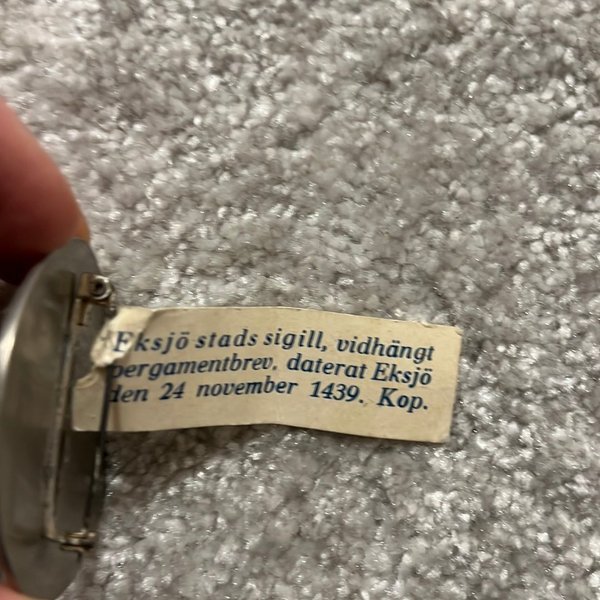 Eksjö stads sigill, vidhängt
pergamentbrev, daterat Eksjö
den 24 november 1439. Kop.